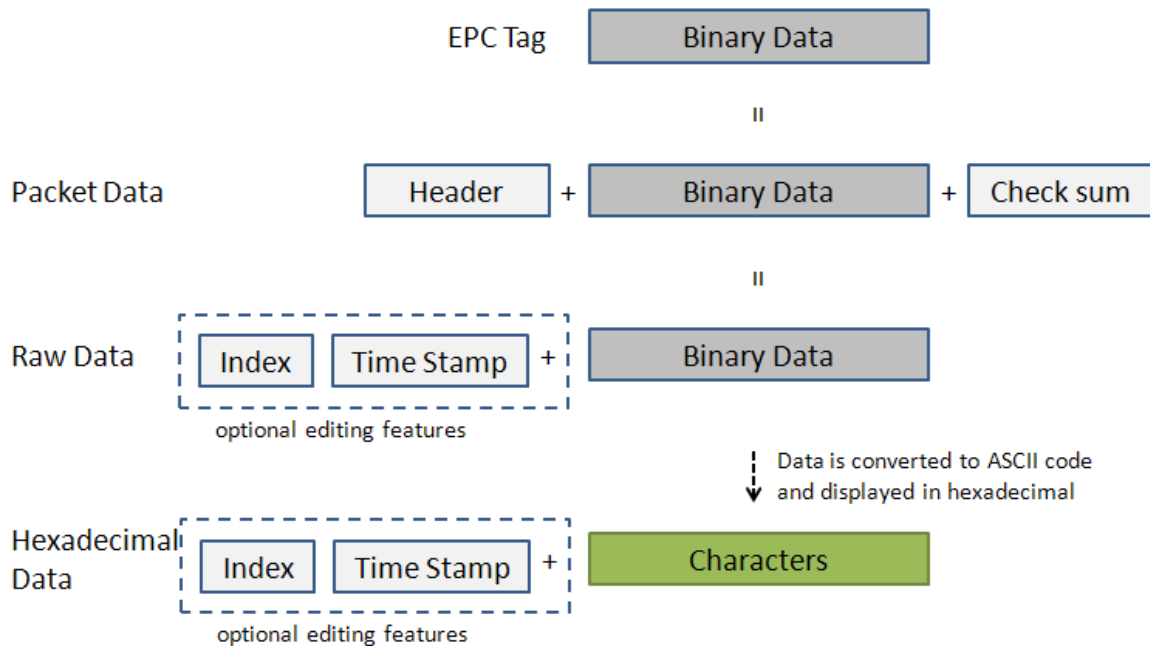 EPC Tag Binary Data
=
Packet Data Header + Binary Data + Check sum
=
Raw Data Index Time Stamp + Binary Data
optional editing features
Data is converted to ASCII code
and displayed in hexadecimal
Hexadecimal
Data Index Time Stamp + Characters
optional editing features